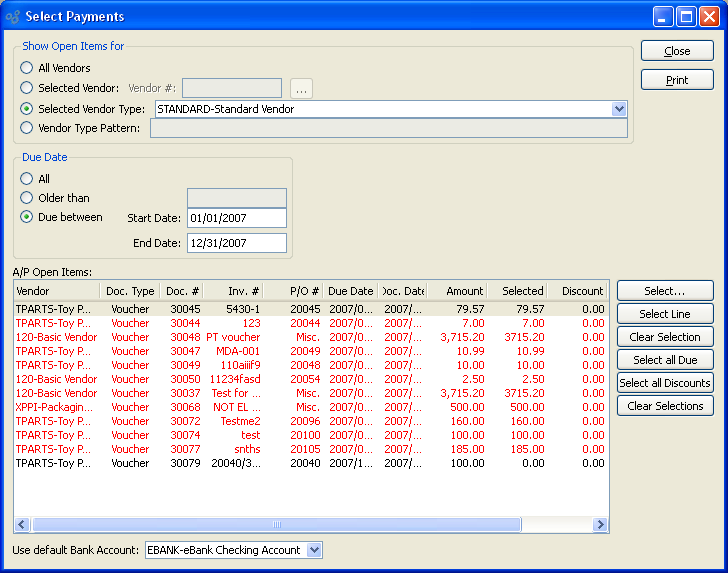 Select Payments
Show Open Items for
Close
All Vendors
Print
Selected Vendor: Vendor #: ...
Selected Vendor Type: STANDARD-Standard Vendor
Vendor Type Pattern:
Due Date
All
Older than
Due between Start Date: 01/01/2007
End Date: 12/31/2007
A/P Open Items:
Vendor Doc. Type Doc. # Inv. # P/O # Due Date Doc. Date Amount Selected Discount
TPARTS-Toy P... Voucher 30045 5430-1 20045 2007/0... 2007/... 79.57 79.57 0.00
TPARTS-Toy P... Voucher 30044 123 20044 2007/0... 2007/... 7.00 7.00 0.00
120-Basic Vendor Voucher 30048 PT voucher Misc. 2007/0... 2007/... 3,715.20 3715.20 0.00
TPARTS-Toy P... Voucher 30047 MDA-001 20049 2007/0... 2007/... 10.99 10.99 0.00
TPARTS-Toy P... Voucher 30049 110aiiif9 20048 2007/0... 2007/... 10.00 10.00 0.00
120-Basic Vendor Voucher 30050 11234fasd 20054 2007/0... 2007/... 2.50 2.50 0.00
120-Basic Vendor Voucher 30037 Test for ... Misc. 2007/0... 2007/... 3,715.20 3715.20 0.00
XPPI-Packagin... Voucher 30068 NOT EL ... Misc. 2007/0... 2007/... 500.00 500.00 0.00
TPARTS-Toy P... Voucher 30072 Testme2 20096 2007/0... 2007/... 160.00 160.00 0.00
TPARTS-Toy P... Voucher 30074 test 20100 2007/0... 2007/... 100.00 100.00 0.00
TPARTS-Toy P... Voucher 30077 snths 20105 2007/0... 2007/... 185.00 185.00 0.00
TPARTS-Toy P... Voucher 30079 20040/3... 20040 2007/1... 2007/... 100.00 0.00 0.00
Select...
Select Line
Clear Selection
Select all Due
Select all Discounts
Clear Selections
Use default Bank Account: EBANK-eBank Checking Account